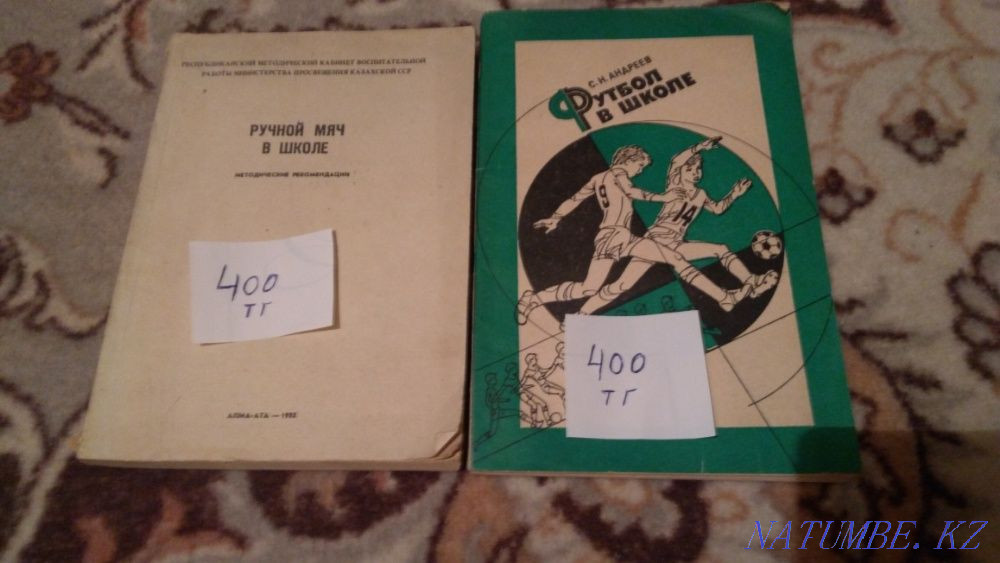 РЕСПУБЛИКАНСКИЙ МЕТОДИЧЕСКИЙ КАБИНЕТ ВОСПИТАТЕЛЬНОЙ
РАБОТЫ МИНИСТЕРСТВА ПРОСВЕЩЕНИЯ КАЗАХСКОЙ ССР
РУЧНОЙ МЯЧ
В ШКОЛЕ
МЕТОДИЧЕСКИЕ РЕКОМЕНДАЦИИ
400
тг
АЛМА-АТА —
С. Н. АНДРЕЕВ
ФУТБОЛ
В ШКОЛЕ
9
14
400
тг
NATUMBE. KZ